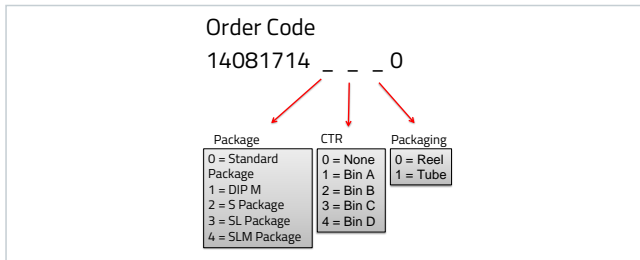 Order Code
14081714 _ _ _ 0
Package
0 = Standard
Package
1 = DIP M
2 = S Package
3 = SL Package
4 = SLM Package
CTR
0 = None
1 = Bin A
2 = Bin B
3 = Bin C
4 = Bin D
Packaging
0 = Reel
1 = Tube